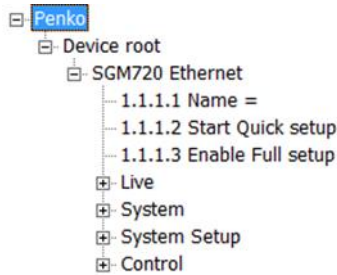 Penko
Device root
SGM720 Ethernet
1.1.1.1 Name =
1.1.1.2 Start Quick setup
1.1.1.3 Enable Full setup
Live
System
System Setup
Control